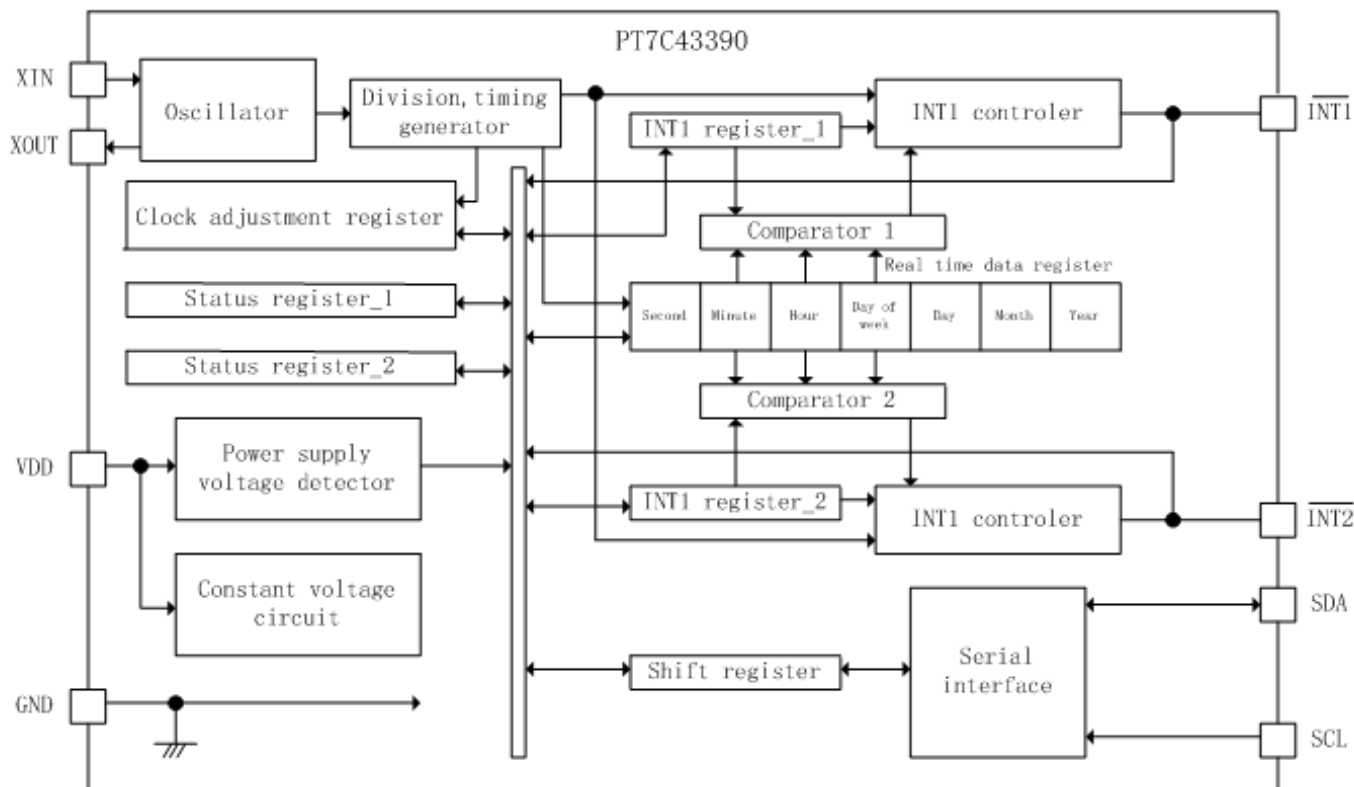 PT7C43390
XIN
XOUT
Oscillator
Division, timing
generator
INT1 register_1
INT1 controler
INT1
Clock adjustment register
Comparator 1
Real time data register
Status register_1
Second
Minute
Hour
Day of
week
Day
Month
Year
Status register_2
Comparator 2
VDD
Power supply
voltage detector
INT1 register_2
INT1 controler
INT2
Constant voltage
circuit
SDA
Shift register
Serial
interface
GND
SCL